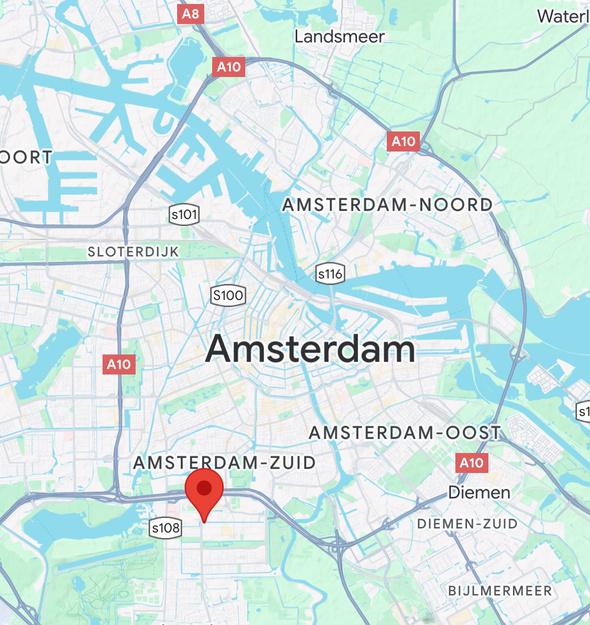 A8
Landsmeer
Waterl
A10
A10
OORT
AMSTERDAM-NOORD
s101
SLOTERDIJK
s116
S100
Amsterdam
A10
s1
AMSTERDAM-OOST
AMSTERDAM-ZUID
A10
Diemen
s108
DIEMEN-ZUID
BIJLMERMEER